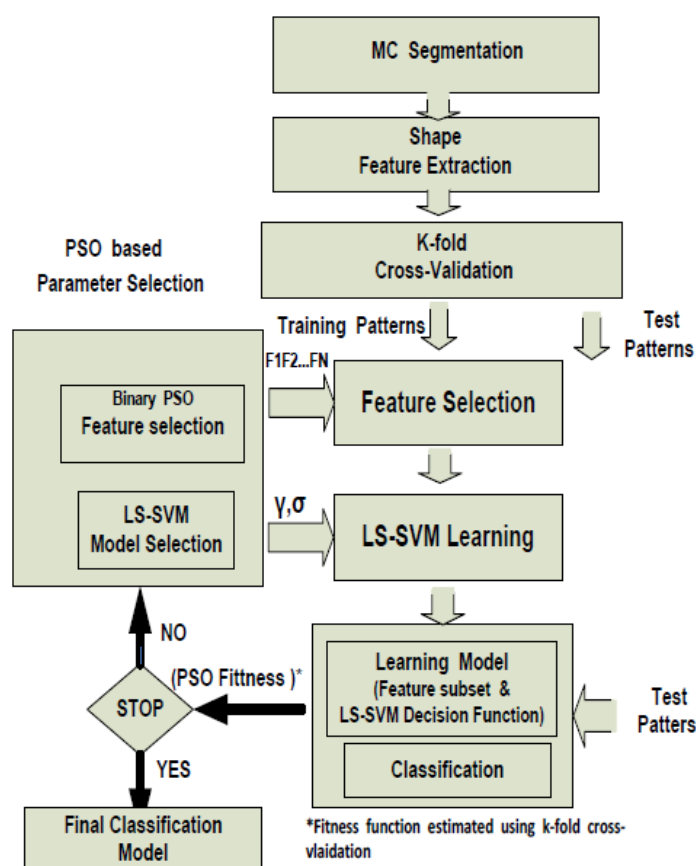 MC Segmentation
Shape
Feature Extraction
K-fold
Cross-Validation
PSO based
Parameter Selection
Training Patterns
Test
Patterns
F1F2...FN
Binary PSO
Feature selection
Feature Selection
LS-SVM
Model Selection
γ,σ
LS-SVM Learning
NO
(PSO Fittness )*
STOP
YES
Learning Model
(Feature subset &
LS-SVM Decision Function)
Classification
Test
Patters
Final Classification
Model
*Fitness function estimated using k-fold cross-
vlaidation